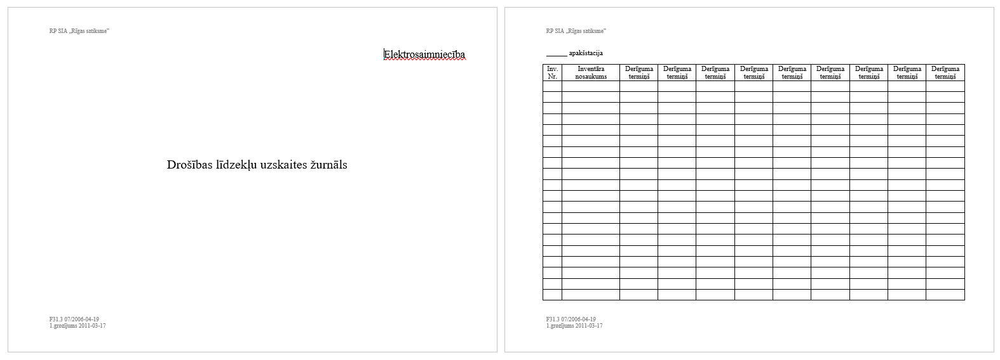 RP SIA „Rīgas satiksme”
Elektrosaimniecība
Drošības līdzekļu uzskaites žurnāls
F31.3 07/2006-04-19
1.grozījums 2011-03-17
RP SIA „Rīgas satiksme”
______ apakšstacija
Inv. Nr. Inventāra nosaukums Derīguma termiņš Derīguma termiņš Derīguma termiņš Derīguma termiņš Derīguma termiņš Derīguma termiņš Derīguma termiņš Derīguma termiņš Derīguma termiņš
F31.3 07/2006-04-19
1.grozījums 2011-03-17